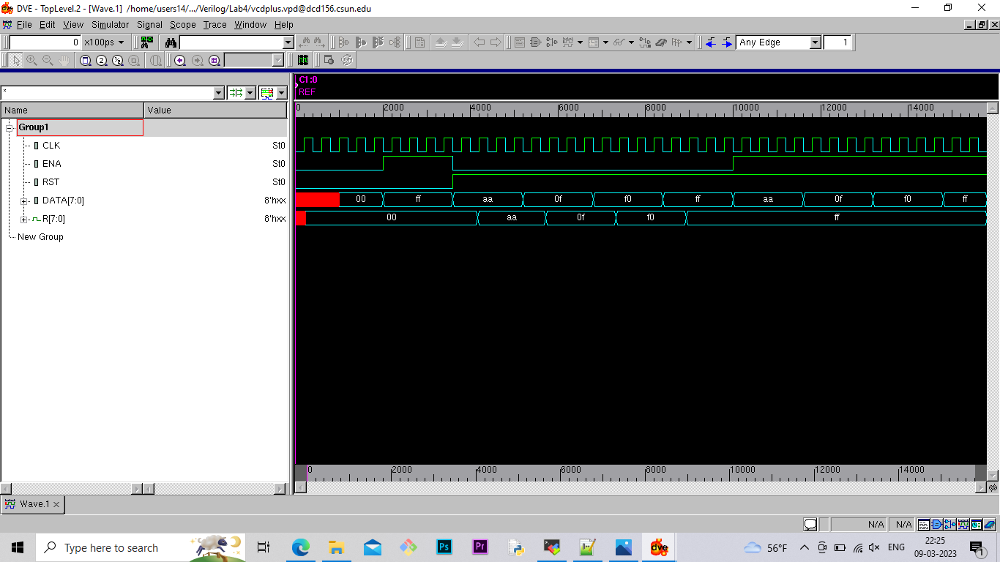 DVE - TopLevel.2 - [Wave.1] /home/users14/.../Verilog/Lab4/vcdplus.vpd@dcd156.csun.edu
File Edit View Simulator Signal Scope Trace Window Help
0 x100ps Any Edge 1
C1:0
REF
*
Name Value
0 2000 4000 6000 8000 10000 12000 14000
Group1
CLK St0
ENA St0
RST St0
DATA[7:0] 8'hxx 00 ff aa 0f f0 ff aa 0f f0 ff
R[7:0] 8'hxx 00 aa 0f f0 ff
New Group
0 2000 4000 6000 8000 10000 12000 14000
Wave.1
N/A N/A
Type here to search
Ps
Pr
dve
56°F
ENG
22:25
09-03-2023
1